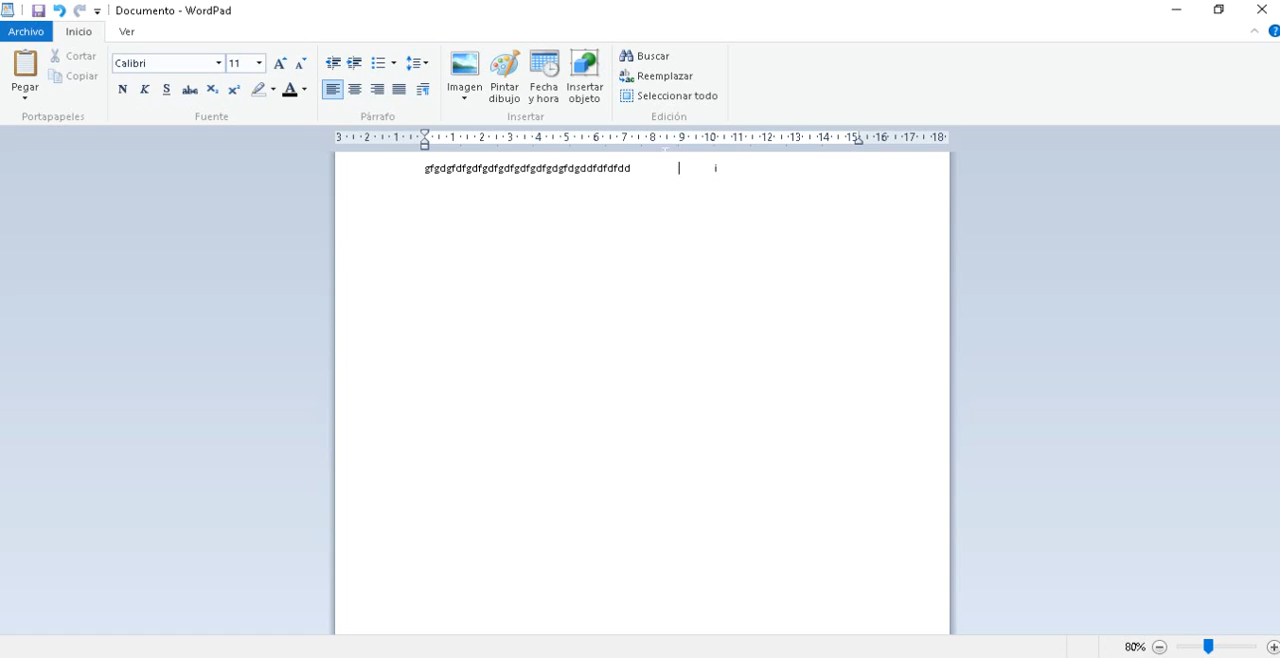 Documento - WordPad
Archivo Inicio Ver
Pegar
Cortar
Copiar
Portapapeles
Calibri 11
N K S abc X₂ X² A
Fuente
Párrafo
Imagen
Pintar dibujo
Fecha y hora
Insertar objeto
Insertar
Buscar
Reemplazar
Seleccionar todo
Edición
3 2 1 1 2 3 4 5 6 7 8 9 10 11 12 13 14 15 16 17 18
gfgdgfdfgdfgdfgdfgdfgdfgdgfdgddfdfdfdd i
80%